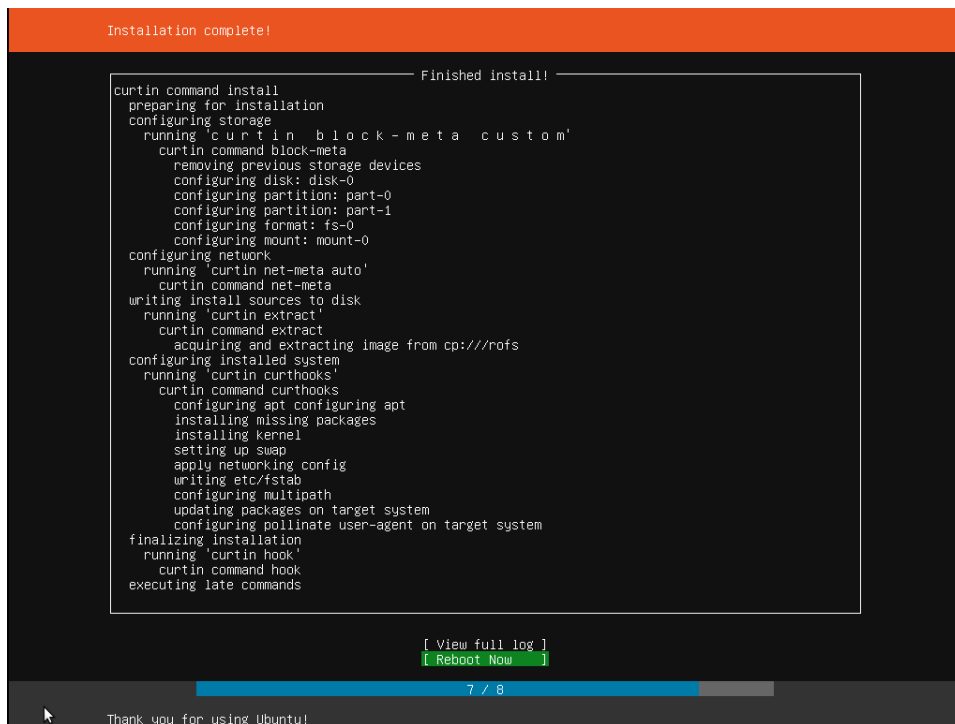 Installation complete!
Finished install!
curtin command install
preparing for installation
configuring storage
running 'c u r t i n   b l o c k - m e t a   c u s t o m'
curtin command block-meta
removing previous storage devices
configuring disk: disk-0
configuring partition: part-0
configuring partition: part-1
configuring format: fs-0
configuring mount: mount-0
configuring network
running 'curtin net-meta auto'
curtin command net-meta
writing install sources to disk
running 'curtin extract'
curtin command extract
acquiring and extracting image from cp:///rofs
configuring installed system
running 'curtin curthooks'
curtin command curthooks
configuring apt configuring apt
installing missing packages
installing kernel
setting up swap
apply networking config
writing etc/fstab
configuring multipath
updating packages on target system
configuring pollinate user-agent on target system
finalizing installation
running 'curtin hook'
curtin command hook
executing late commands
[ View full log ]
[ Reboot Now    ]
7 / 8
Thank you for using Ubuntu!